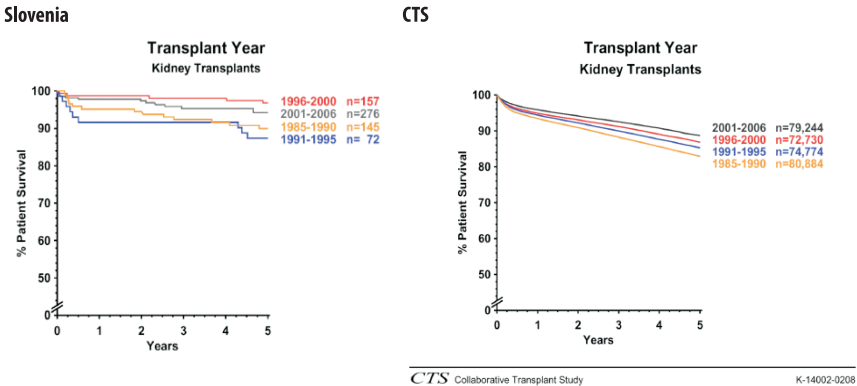 Slovenia
Transplant Year
Kidney Transplants
% Patient Survival
100
90
80
70
60
50
0
1996-2000 n=157
2001-2006 n=276
1985-1990 n=145
1991-1995 n= 72
0 1 2 3 4 5
Years
CTS
Transplant Year
Kidney Transplants
% Patient Survival
100
90
80
70
60
50
0
2001-2006 n=79,244
1996-2000 n=72,730
1991-1995 n=74,774
1985-1990 n=80,884
0 1 2 3 4 5
Years
CTS Collaborative Transplant Study K-14002-0208